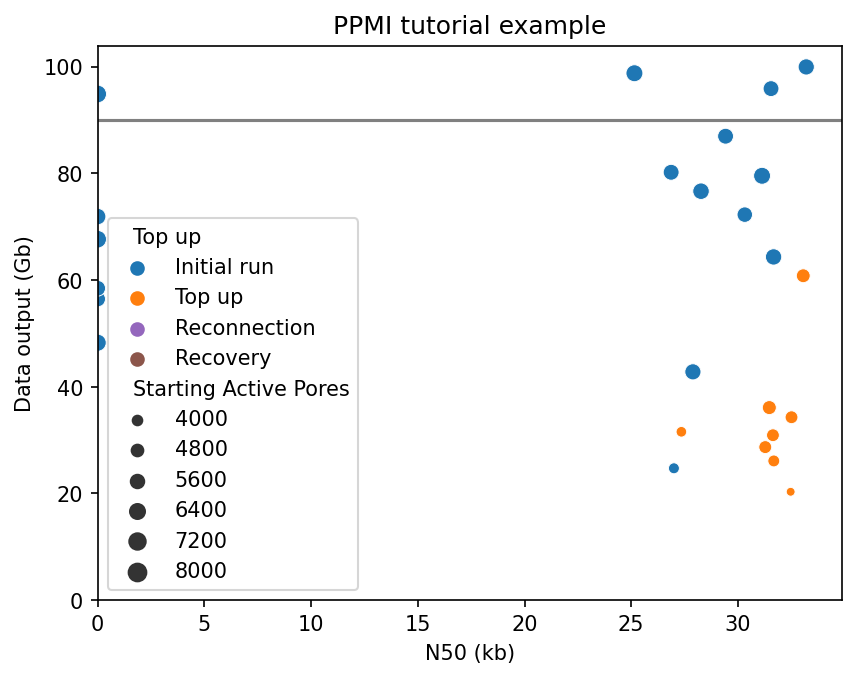 PPMI tutorial example
Data output (Gb)
100
80
60
40
20
0
Top up
Initial run
Top up
Reconnection
Recovery
Starting Active Pores
4000
4800
5600
6400
7200
8000
0 5 10 15 20 25 30
N50 (kb)